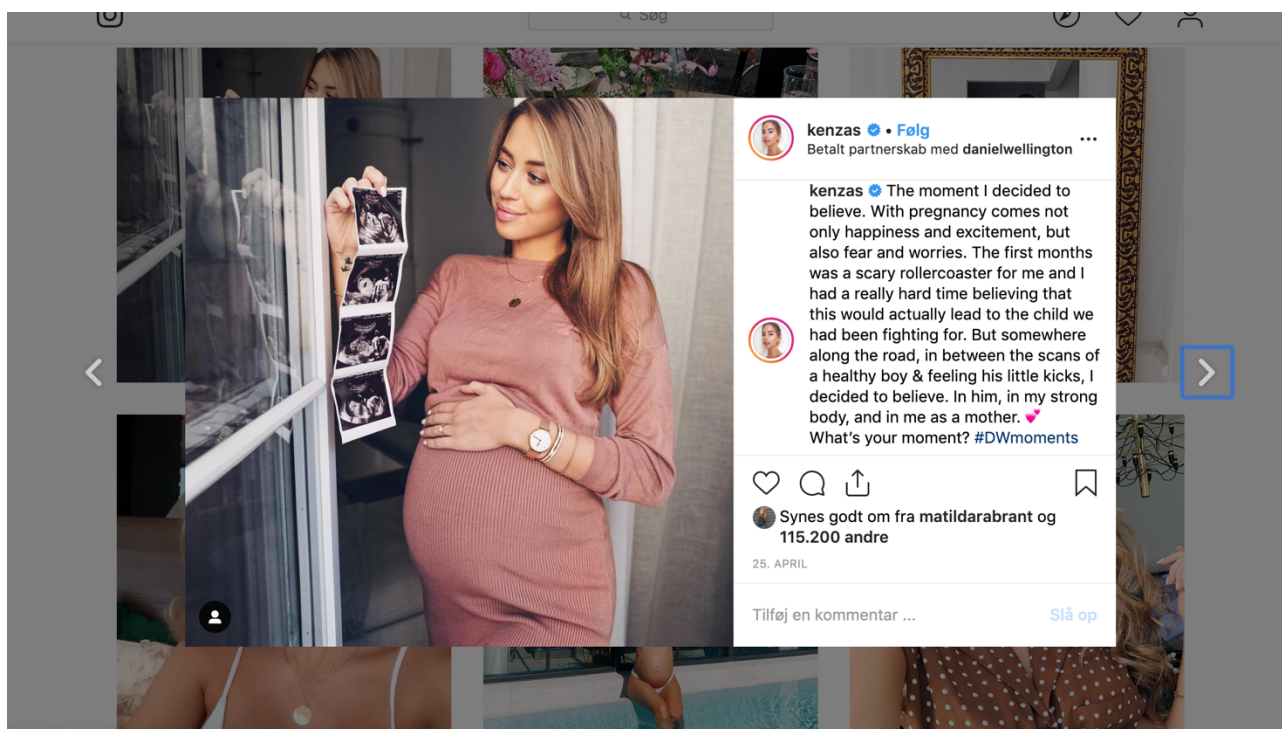 Søg
kenzas • Følg
Betalt partnerskab med danielwellington
kenzas The moment I decided to
believe. With pregnancy comes not
only happiness and excitement, but
also fear and worries. The first months
was a scary rollercoaster for me and I
had a really hard time believing that
this would actually lead to the child we
had been fighting for. But somewhere
along the road, in between the scans of
a healthy boy & feeling his little kicks, I
decided to believe. In him, in my strong
body, and in me as a mother. 💕
What's your moment? #DWmoments
Synes godt om fra matildarabrant og
115.200 andre
25. APRIL
Tilføj en kommentar ...
Slå op